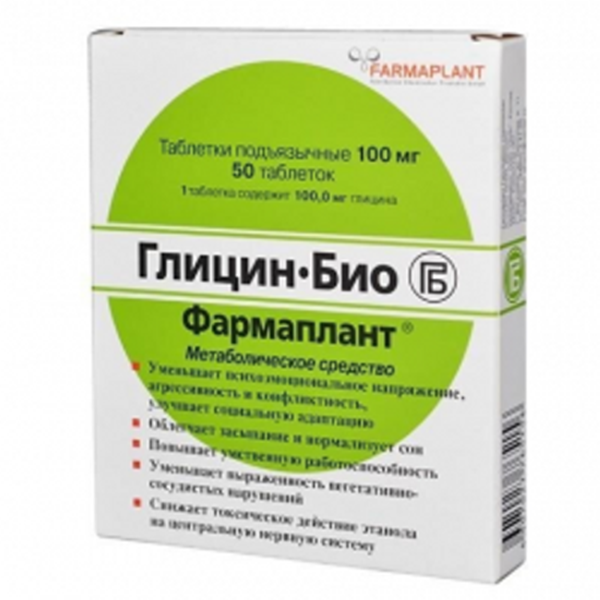 FARMAPLANT
Таблетки подъязычные 100 мг
50 таблеток
1 таблетка содержит 100,0 мг глицина
Глицин•Био ГБ
Фармаплант®
Метаболическое средство
Уменьшает психоэмоциональное напряжение,
агрессивность и конфликтность,
улучшает социальную адаптацию
Облегчает засыпание и нормализует сон
Повышает умственную работоспособность
Уменьшает выраженность вегетативно-
сосудистых нарушений
Снижает токсическое действие этанола
на центральную нервную систему